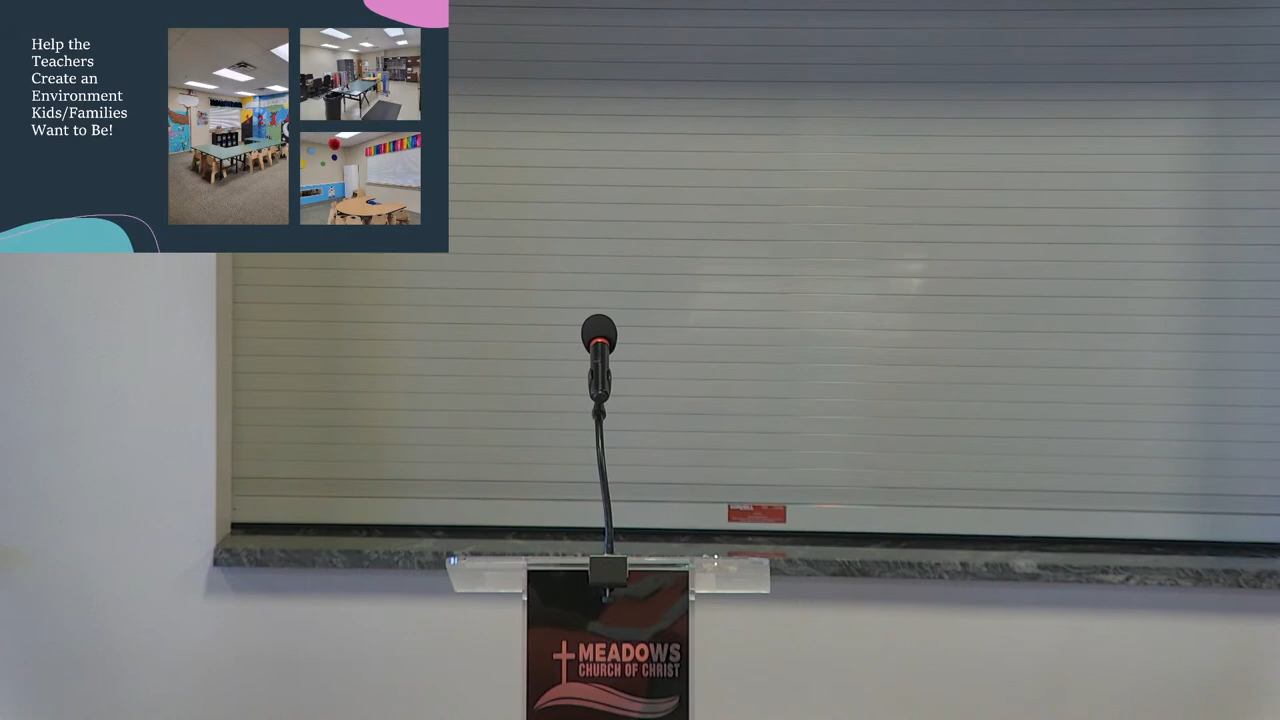 Help the
Teachers
Create an
Environment
Kids/Families
Want to Be!
MEADOWS
CHURCH OF CHRIST